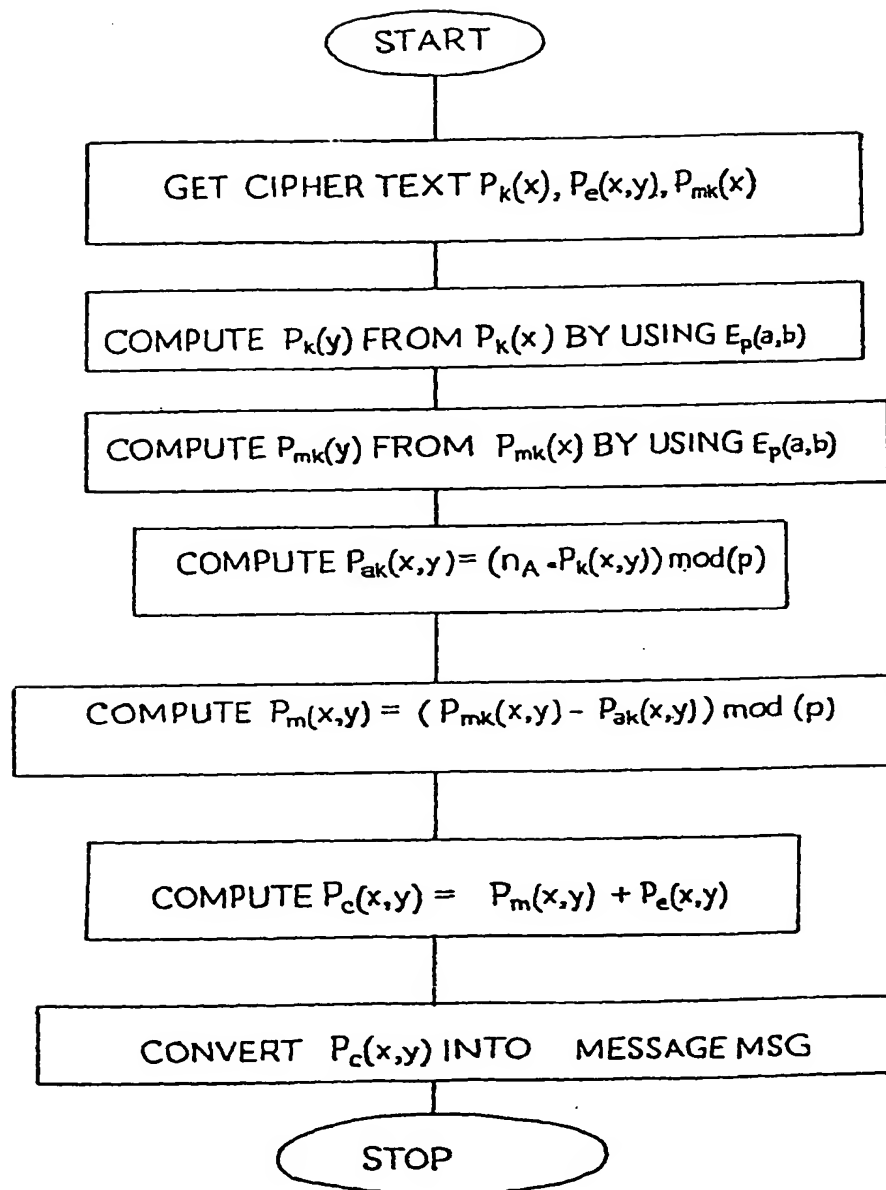 START
GET CIPHER TEXT Pk(x), Pe(x,y), Pmk(x)
COMPUTE Pk(y) FROM Pk(x) BY USING Ep(a,b)
COMPUTE Pmk(y) FROM Pmk(x) BY USING Ep(a,b)
COMPUTE Pak(x,y)= (nA-Pk(x,y)) mod(p)
COMPUTE Pm(x,y) = (Pmk(x,y) - Pak(x,y)) mod (p)
COMPUTE Pc(x,y) = Pm(x,y) + Pe(x,y)
CONVERT Pc(x,y) INTO MESSAGE MSG
STOP